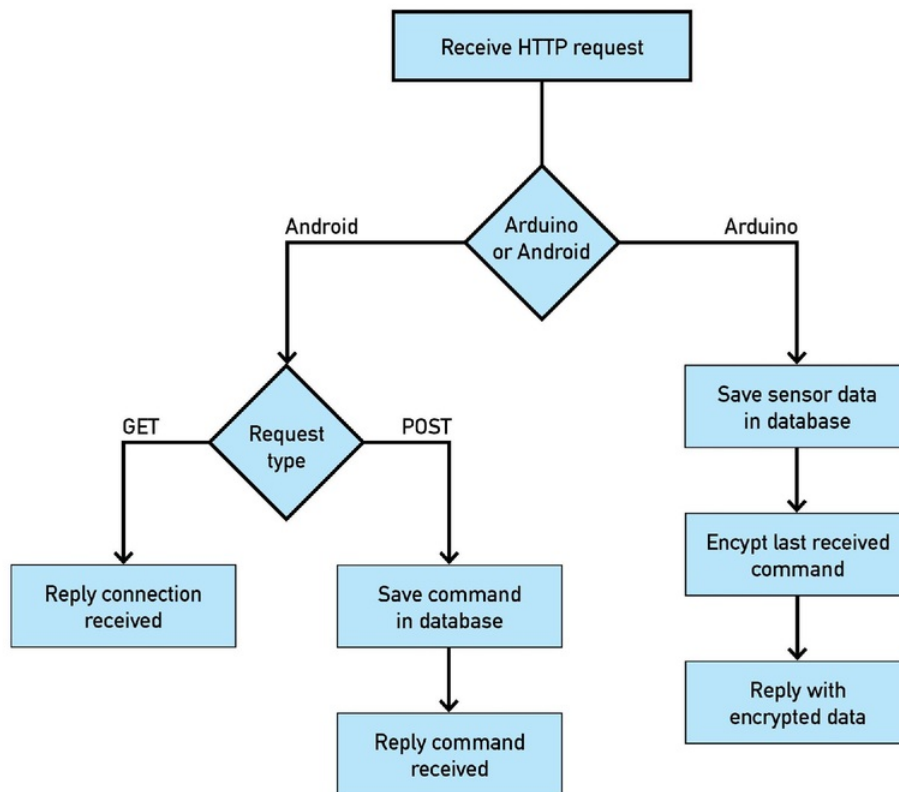 Receive HTTP request
Arduino
or Android
Android
Arduino
Request
type
GET
POST
Reply connection
received
Save command
in database
Reply command
received
Save sensor data
in database
Encypt last received
command
Reply with
encrypted data